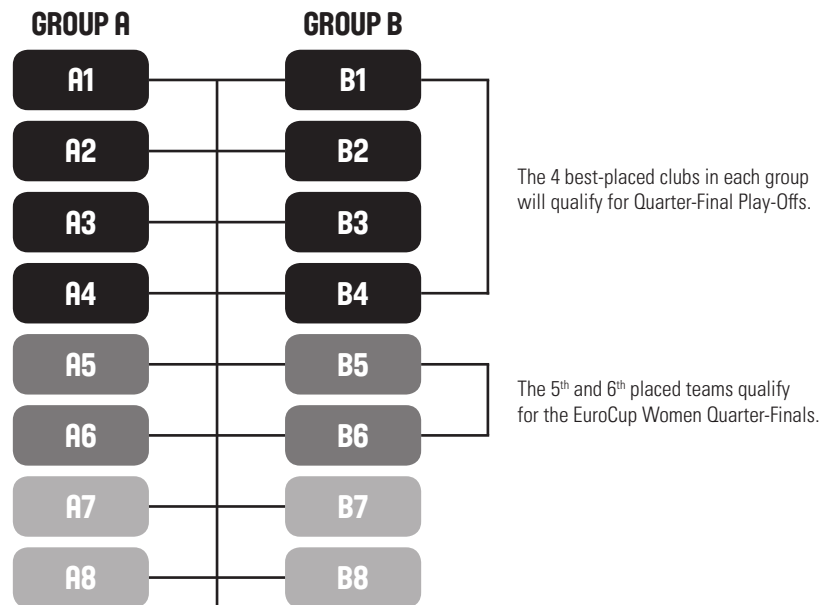 GROUP A GROUP B
A1 B1
A2 B2
A3 B3
A4 B4
The 4 best-placed clubs in each group
will qualify for Quarter-Final Play-Offs.
A5 B5
A6 B6
The 5th and 6th placed teams qualify
for the EuroCup Women Quarter-Finals.
A7 B7
A8 B8